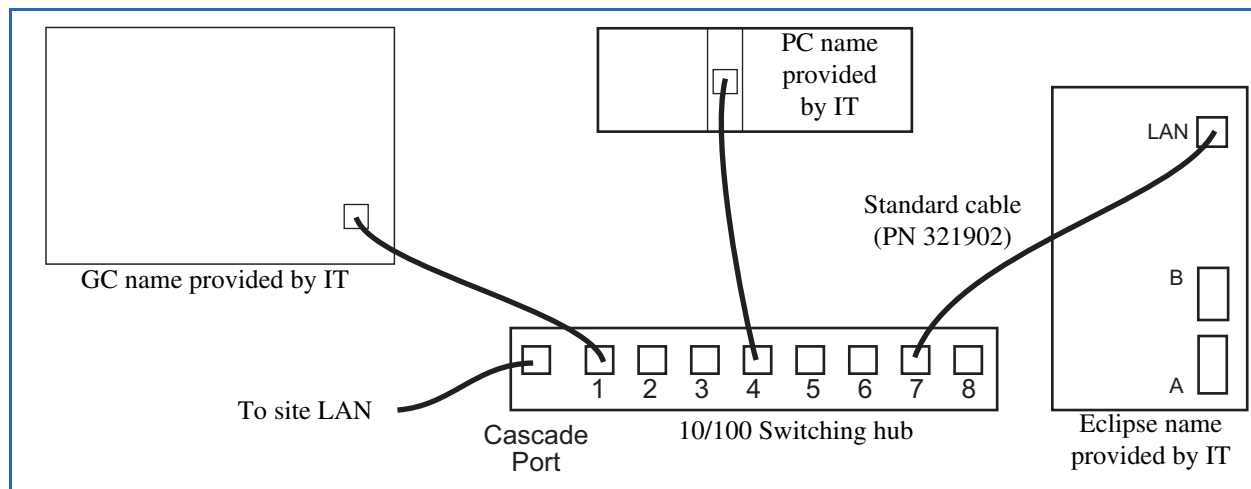 PC name
provided
by IT
LAN
Standard cable
(PN 321902)
GC name provided by IT
B
A
1 2 3 4 5 6 7 8
To site LAN
Cascade
Port
10/100 Switching hub
Eclipse name
provided by IT